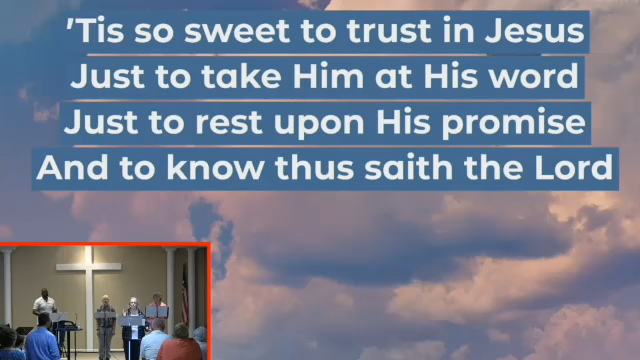 ’Tis so sweet to trust in Jesus
Just to take Him at His word
Just to rest upon His promise
And to know thus saith the Lord